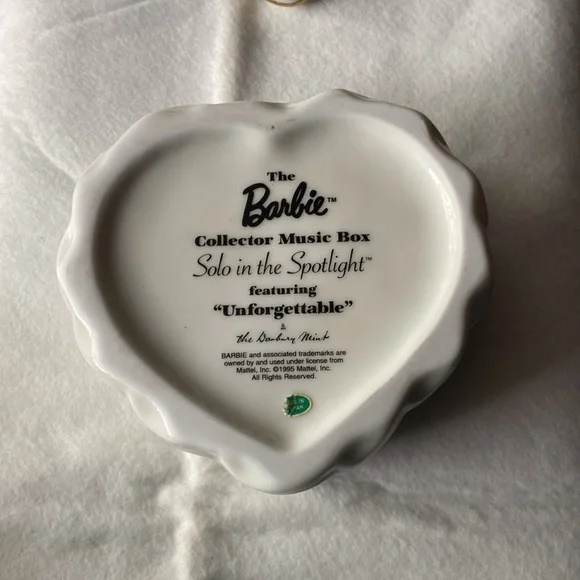 The
Barbie™
Collector Music Box
Solo in the Spotlight™
featuring
“Unforgettable”
The Danbury Mint
BARBIE and associated trademarks are
owned by and used under license from
Mattel, Inc. ©1995 Mattel, Inc.
All Rights Reserved.